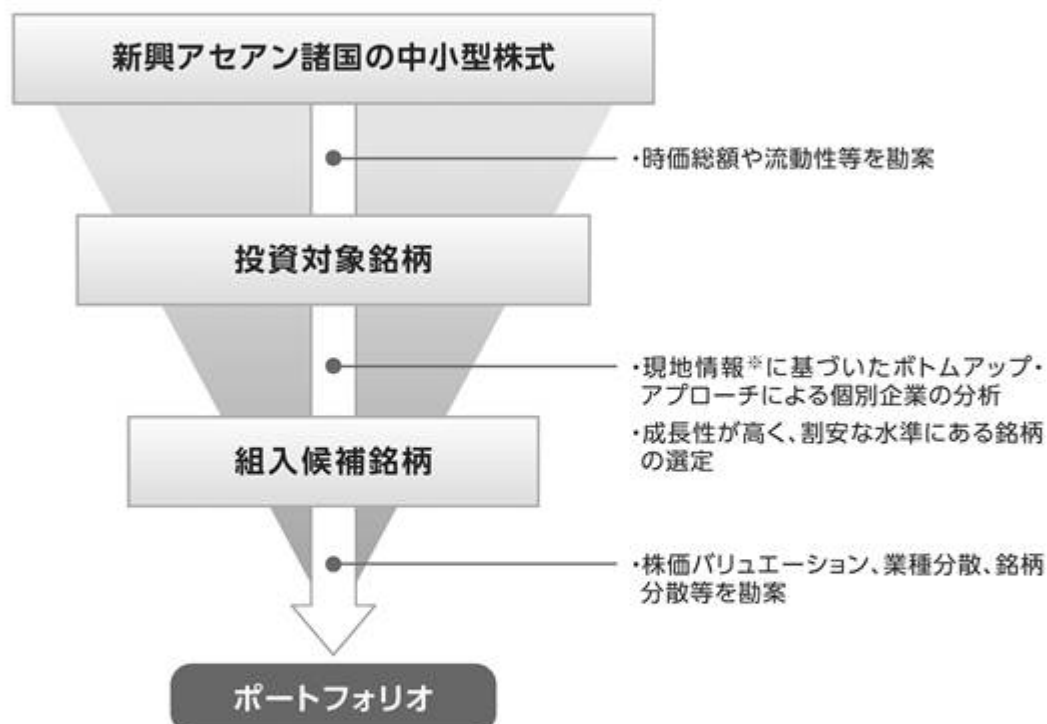 新興アセアン諸国の中小型株式
・時価総額や流動性等を勘案
投資対象銘柄
・現地情報※に基づいたボトムアップ・
アプローチによる個別企業の分析
・成長性が高く、割安な水準にある銘柄
の選定
組入候補銘柄
・株価バリュエーション、業種分散、銘柄
分散等を勘案
ポートフォリオ